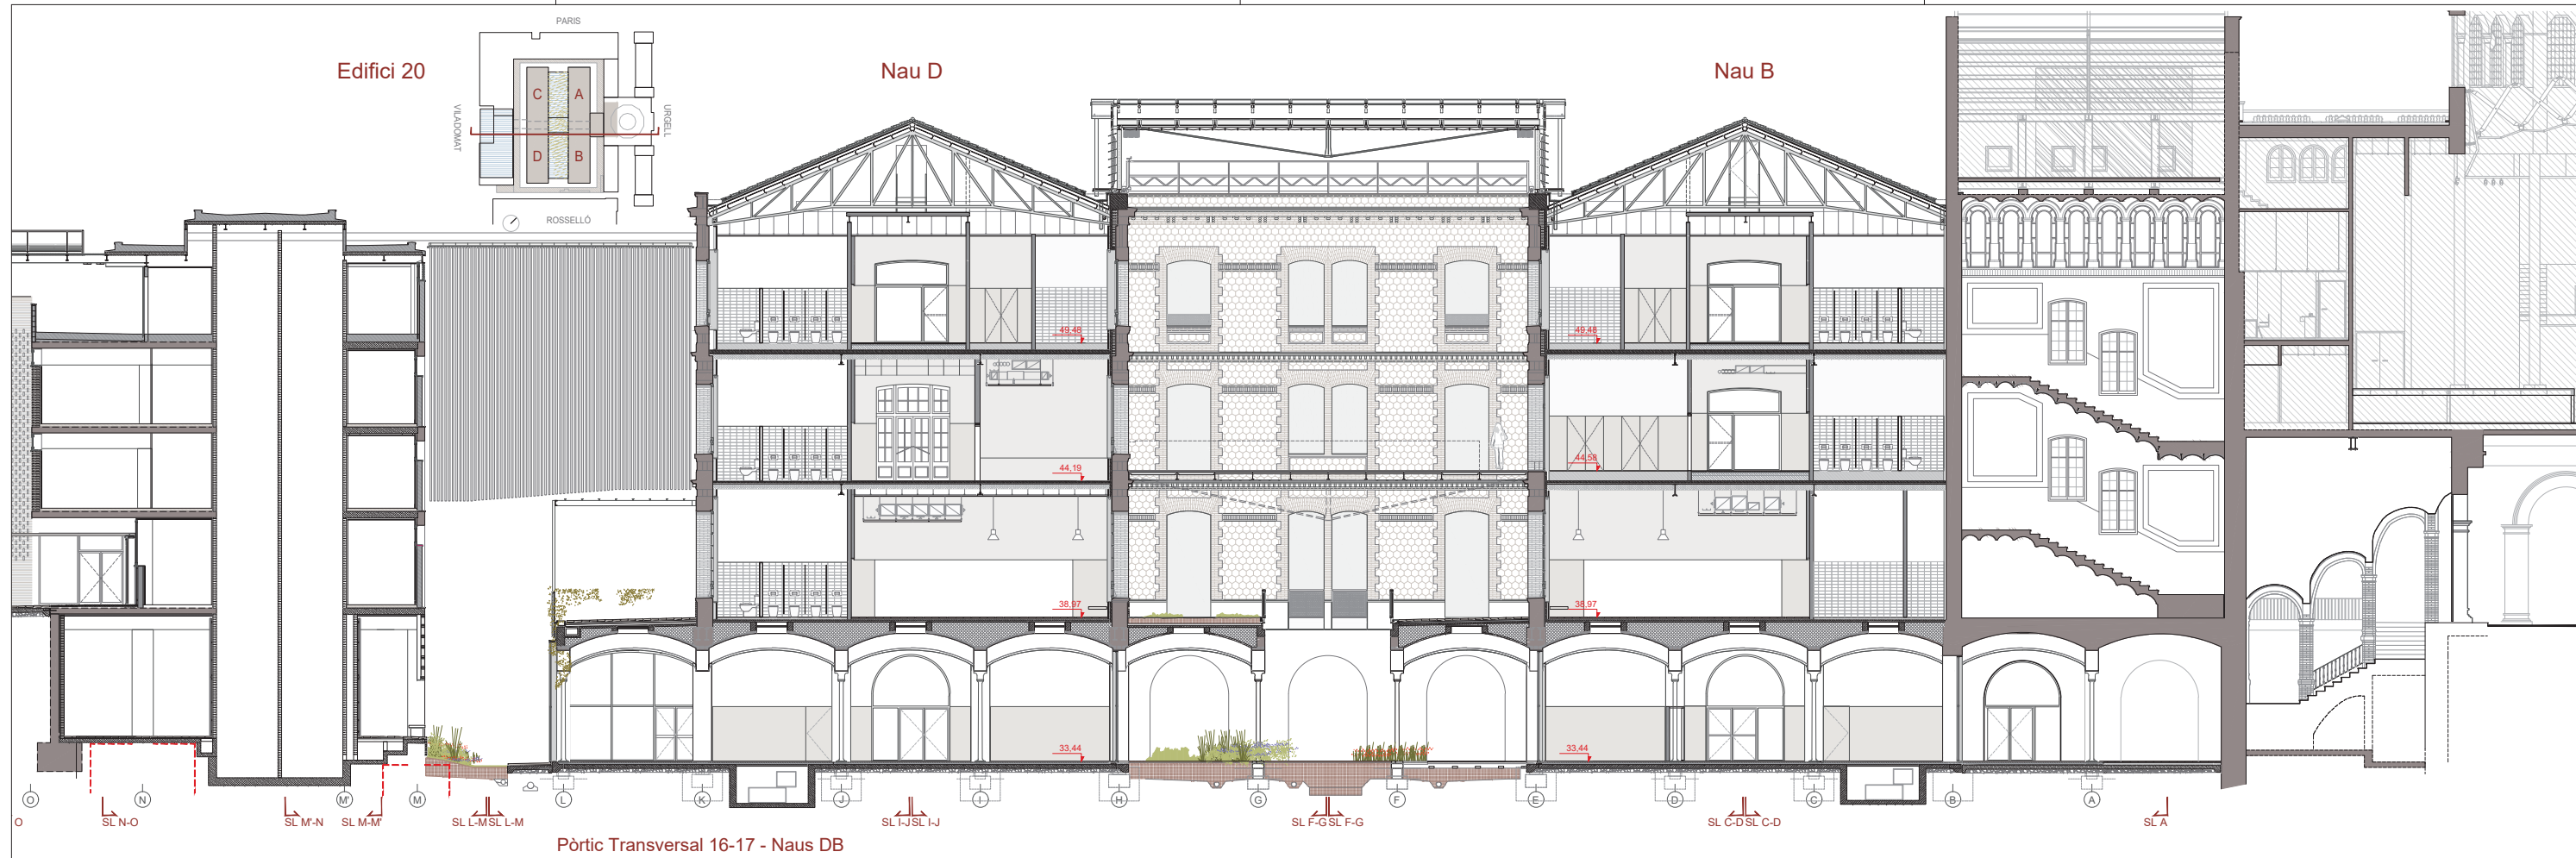 PARIS
Edifici 20
Nau D
Nau B
C
A
VILADOMAT
URGELL
D
B
ROSSELLÓ
49,48
49,48
44,19
44,58
38,97
38,97
33,44
33,44
O
N
M'
M
L
K
J
I
H
G
F
E
D
C
B
A
O
SL N-O
SL M'-N
SL M-M'
SL L-M
SL L-M
SL I-J
SL I-J
SL F-G
SL F-G
SL C-D
SL C-D
SL A
Pòrtic Transversal 16-17 - Naus DB